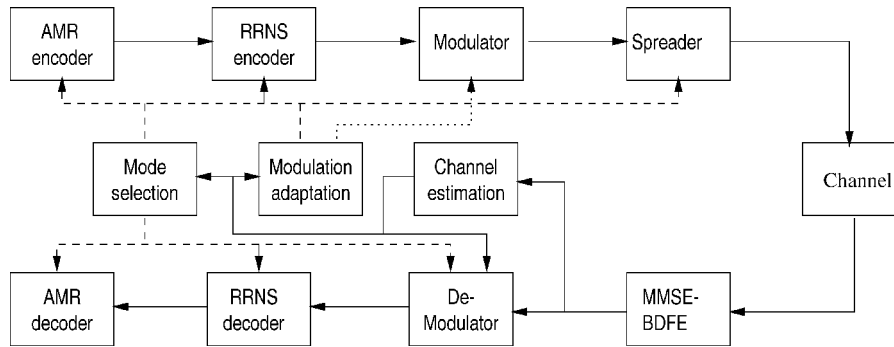 AMR
encoder
RRNS
encoder
Modulator
Spreader
Mode
selection
Modulation
adaptation
Channel
estimation
Channel
AMR
decoder
RRNS
decoder
De-
Modulator
MMSE-
BDFE